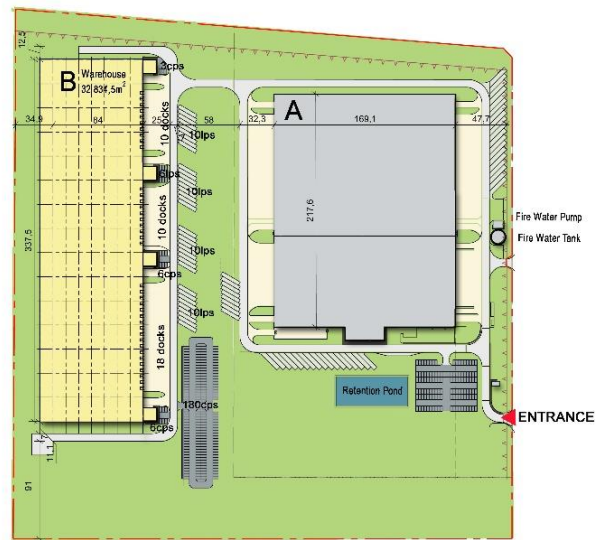 12,5
3cps
B
Warehouse
32 834,5m²
A
34,9
84
25
58
32,3
169,1
47,7
10 docks
10lps
6lps
10lps
217,6
Fire Water Pump
Fire Water Tank
10 docks
337,5
10lps
6cps
10lps
18 docks
Retention Pond
180cps
6cps
ENTRANCE
11,1
91